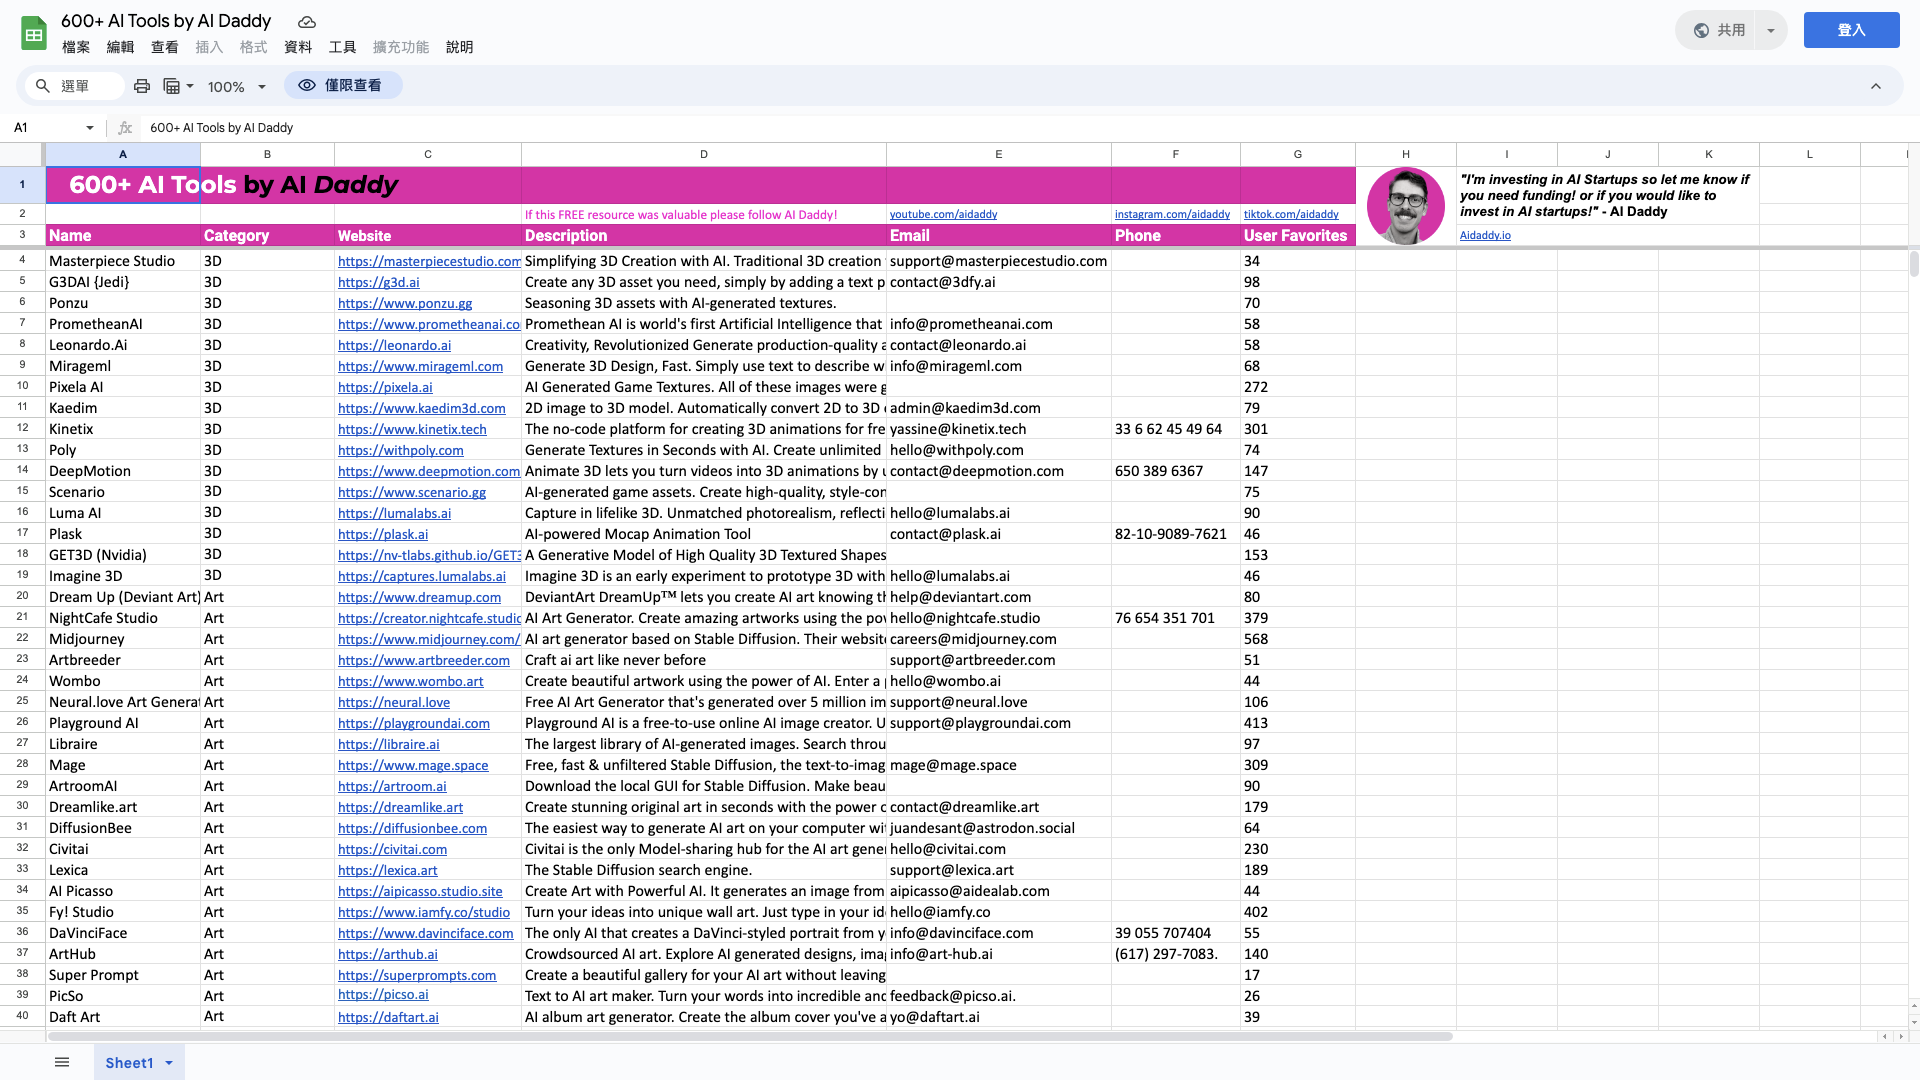 600+ AI Tools by AI Daddy
檔案 編輯 查看 插入 格式 資料 工具 擴充功能 說明
共用
登入
選單 100% 僅限查看
A1 fx 600+ AI Tools by AI Daddy
A B C D E F G H I J K L
1 600+ AI Tools by AI Daddy
"I'm investing in AI Startups so let me know if
you need funding! or if you would like to
invest in AI startups!" - AI Daddy
2 If this FREE resource was valuable please follow AI Daddy! youtube.com/aidaddy instagram.com/aidaddy tiktok.com/aidaddy
3 Name Category Website Description Email Phone User Favorites Aidaddy.io
4 Masterpiece Studio 3D https://masterpiecestudio.com Simplifying 3D Creation with AI. Traditional 3D creation support@masterpiecestudio.com 34
5 G3DAI {Jedi} 3D https://g3d.ai Create any 3D asset you need, simply by adding a text p contact@3dfy.ai 98
6 Ponzu 3D https://www.ponzu.gg Seasoning 3D assets with AI-generated textures. 70
7 PrometheanAI 3D https://www.prometheanai.co Promethean AI is world's first Artificial Intelligence that info@prometheanai.com 58
8 Leonardo.Ai 3D https://leonardo.ai Creativity, Revolutionized Generate production-quality a contact@leonardo.ai 58
9 Mirageml 3D https://www.mirageml.com Generate 3D Design, Fast. Simply use text to describe w info@mirageml.com 68
10 Pixela AI 3D https://pixela.ai AI Generated Game Textures. All of these images were g 272
11 Kaedim 3D https://www.kaedim3d.com 2D image to 3D model. Automatically convert 2D to 3D admin@kaedim3d.com 79
12 Kinetix 3D https://www.kinetix.tech The no-code platform for creating 3D animations for fre yassine@kinetix.tech 33 6 62 45 49 64 301
13 Poly 3D https://withpoly.com Generate Textures in Seconds with AI. Create unlimited hello@withpoly.com 74
14 DeepMotion 3D https://www.deepmotion.com Animate 3D lets you turn videos into 3D animations by u contact@deepmotion.com 650 389 6367 147
15 Scenario 3D https://www.scenario.gg AI-generated game assets. Create high-quality, style-con 75
16 Luma AI 3D https://lumalabs.ai Capture in lifelike 3D. Unmatched photorealism, reflecti hello@lumalabs.ai 90
17 Plask 3D https://plask.ai AI-powered Mocap Animation Tool contact@plask.ai 82-10-9089-7621 46
18 GET3D (Nvidia) 3D https://nv-tlabs.github.io/GET3 A Generative Model of High Quality 3D Textured Shapes 153
19 Imagine 3D 3D https://captures.lumalabs.ai Imagine 3D is an early experiment to prototype 3D with hello@lumalabs.ai 46
20 Dream Up (Deviant Art) Art https://www.dreamup.com DeviantArt DreamUp™ lets you create AI art knowing th help@deviantart.com 80
21 NightCafe Studio Art https://creator.nightcafe.studio AI Art Generator. Create amazing artworks using the pov hello@nightcafe.studio 76 654 351 701 379
22 Midjourney Art https://www.midjourney.com/ AI art generator based on Stable Diffusion. Their website careers@midjourney.com 568
23 Artbreeder Art https://www.artbreeder.com Craft ai art like never before support@artbreeder.com 51
24 Wombo Art https://www.wombo.art Create beautiful artwork using the power of AI. Enter a p hello@wombo.ai 44
25 Neural.love Art Generat Art https://neural.love Free AI Art Generator that's generated over 5 million im support@neural.love 106
26 Playground AI Art https://playgroundai.com Playground AI is a free-to-use online AI image creator. U support@playgroundai.com 413
27 Libraire Art https://libraire.ai The largest library of AI-generated images. Search throu 97
28 Mage Art https://www.mage.space Free, fast & unfiltered Stable Diffusion, the text-to-imag mage@mage.space 309
29 ArtroomAI Art https://artroom.ai Download the local GUI for Stable Diffusion. Make beau 90
30 Dreamlike.art Art https://dreamlike.art Create stunning original art in seconds with the power o contact@dreamlike.art 179
31 DiffusionBee Art https://diffusionbee.com The easiest way to generate AI art on your computer wit juandesant@astrodon.social 64
32 Civitai Art https://civitai.com Civitai is the only Model-sharing hub for the AI art gener hello@civitai.com 230
33 Lexica Art https://lexica.art The Stable Diffusion search engine. support@lexica.art 189
34 AI Picasso Art https://aipicasso.studio.site Create Art with Powerful AI. It generates an image from aipicasso@aidealab.com 44
35 Fy! Studio Art https://www.iamfy.co/studio Turn your ideas into unique wall art. Just type in your id hello@iamfy.co 402
36 DaVinciFace Art https://www.davinciface.com The only AI that creates a DaVinci-styled portrait from y info@davinciface.com 39 055 707404 55
37 ArtHub Art https://arthub.ai Crowdsourced AI art. Explore AI generated designs, ima info@art-hub.ai (617) 297-7083. 140
38 Super Prompt Art https://superprompts.com Create a beautiful gallery for your AI art without leaving 17
39 PicSo Art https://picso.ai Text to AI art maker. Turn your words into incredible anc feedback@picso.ai. 26
40 Daft Art Art https://daftart.ai AI album art generator. Create the album cover you've a yo@daftart.ai 39
Sheet1